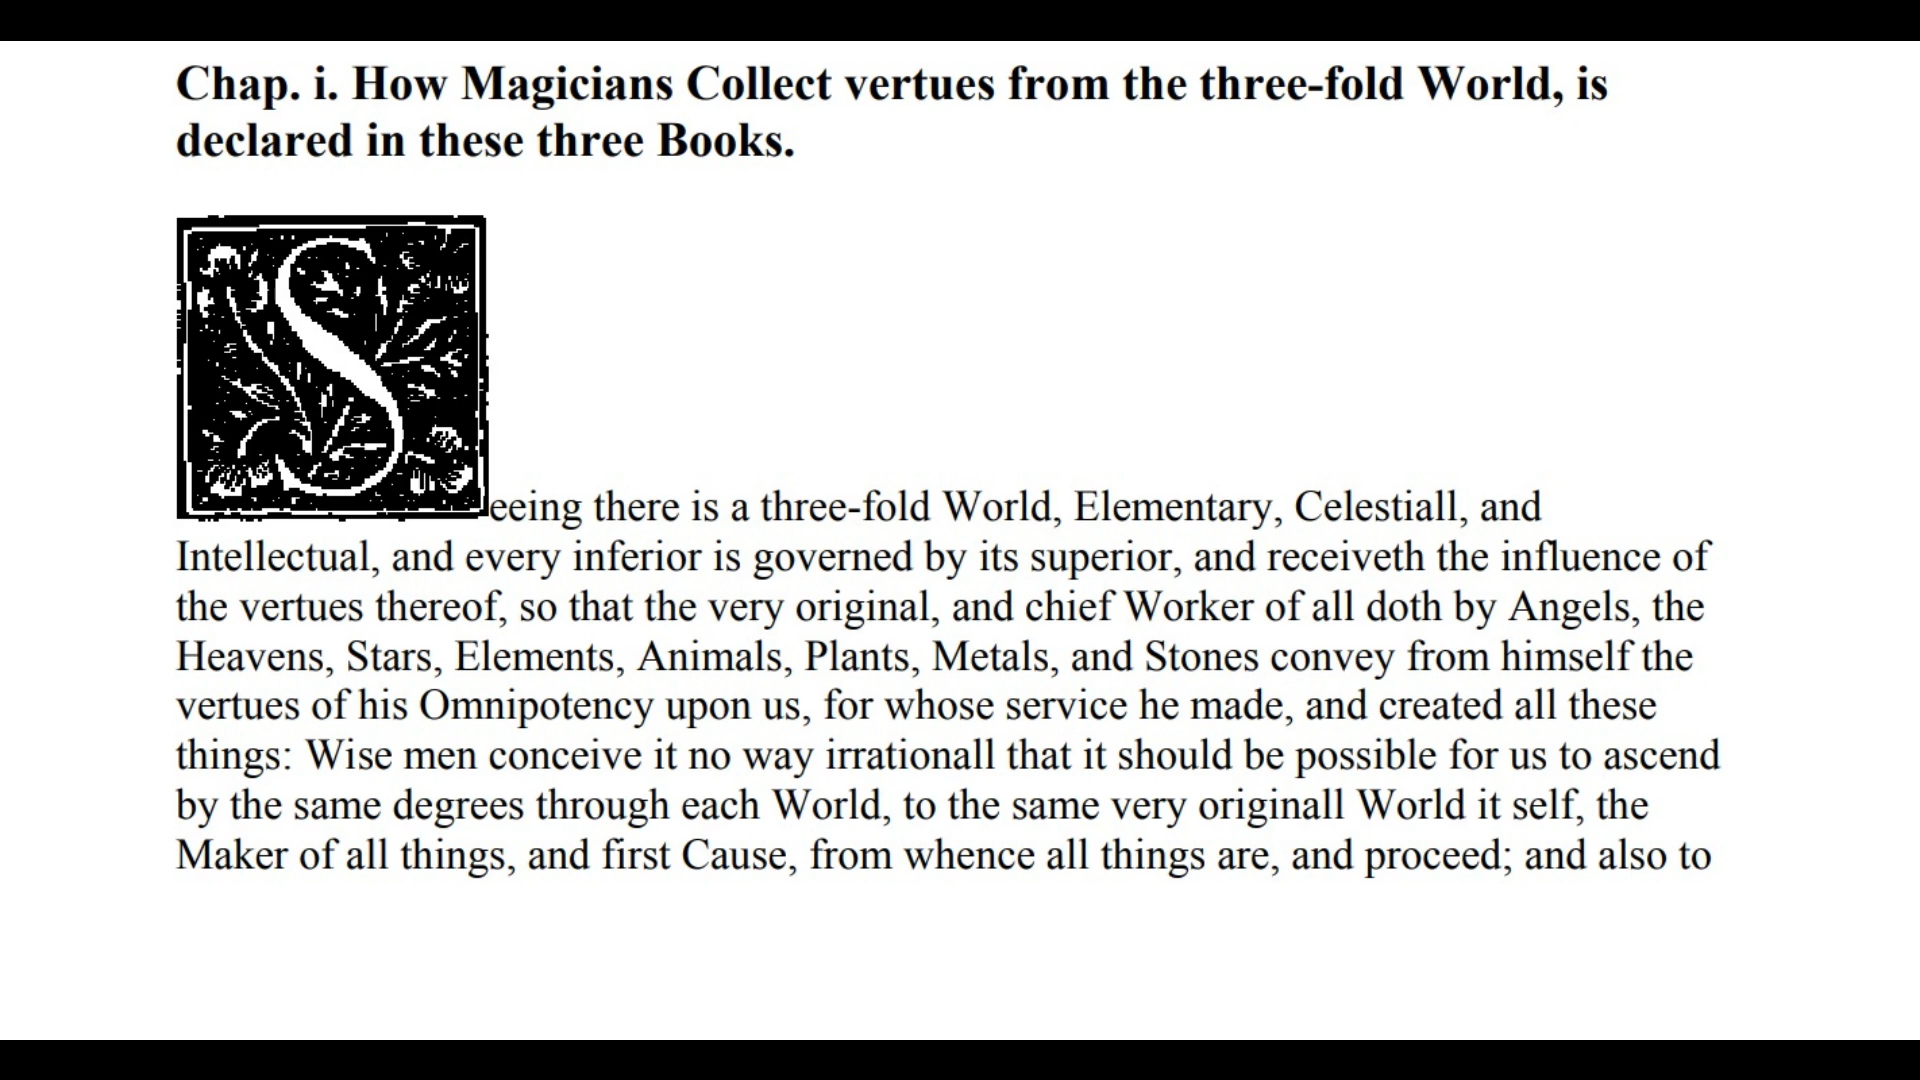 Chap. i. How Magicians Collect vertues from the three-fold World, is
declared in these three Books.
Seeing there is a three-fold World, Elementary, Celestiall, and
Intellectual, and every inferior is governed by its superior, and receiveth the influence of
the vertues thereof, so that the very original, and chief Worker of all doth by Angels, the
Heavens, Stars, Elements, Animals, Plants, Metals, and Stones convey from himself the
vertues of his Omnipotency upon us, for whose service he made, and created all these
things: Wise men conceive it no way irrationall that it should be possible for us to ascend
by the same degrees through each World, to the same very originall World it self, the
Maker of all things, and first Cause, from whence all things are, and proceed; and also to